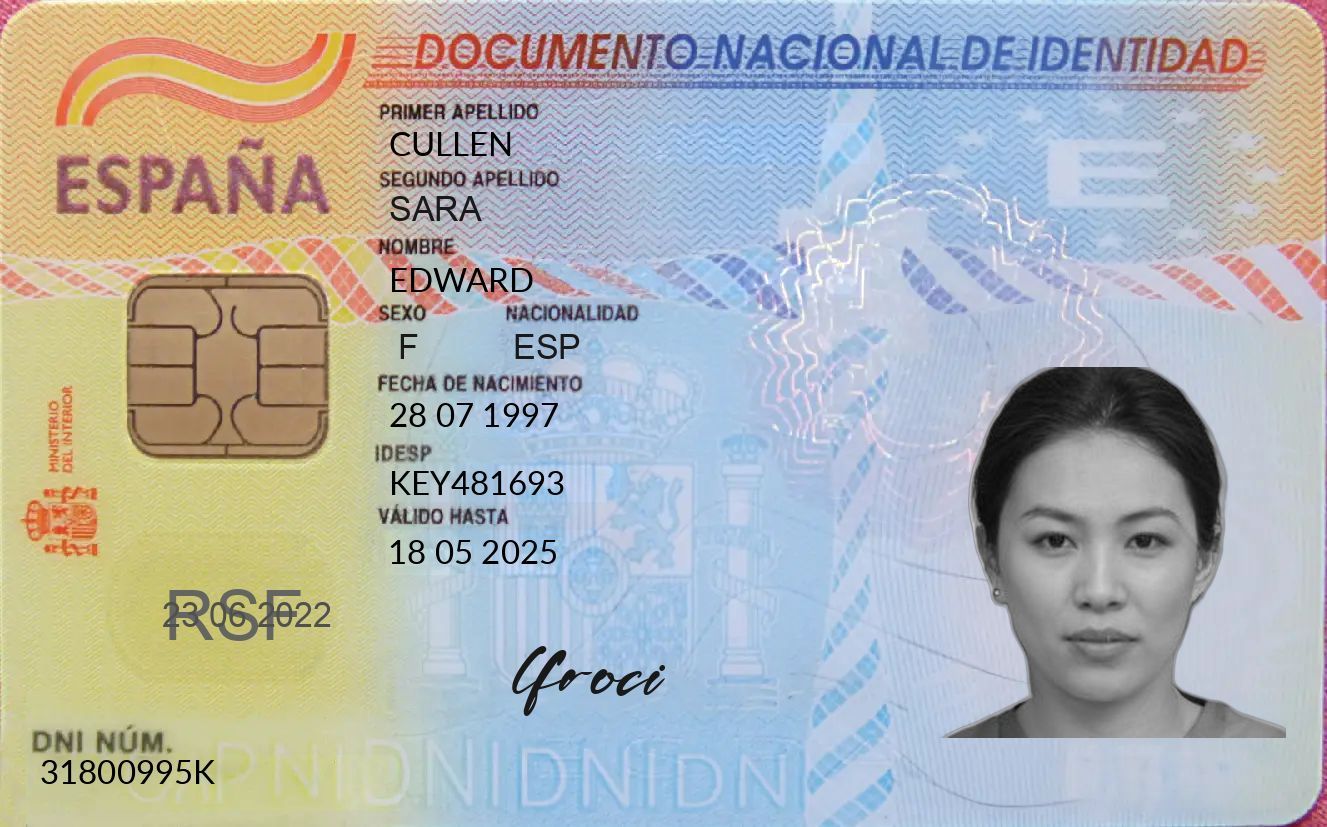 DOCUMENTO NACIONAL DE IDENTIDAD
ESPAÑA
PRIMER APELLIDO
CULLEN
SEGUNDO APELLIDO
SARA
NOMBRE
EDWARD
SEXO NACIONALIDAD
F ESP
FECHA DE NACIMIENTO
28 07 1997
IDESP
KEY481693
VÁLIDO HASTA
18 05 2025
MINISTERIO
DEL INTERIOR
E
RSF
23 06 2022
DNI NÚM.
31800995K